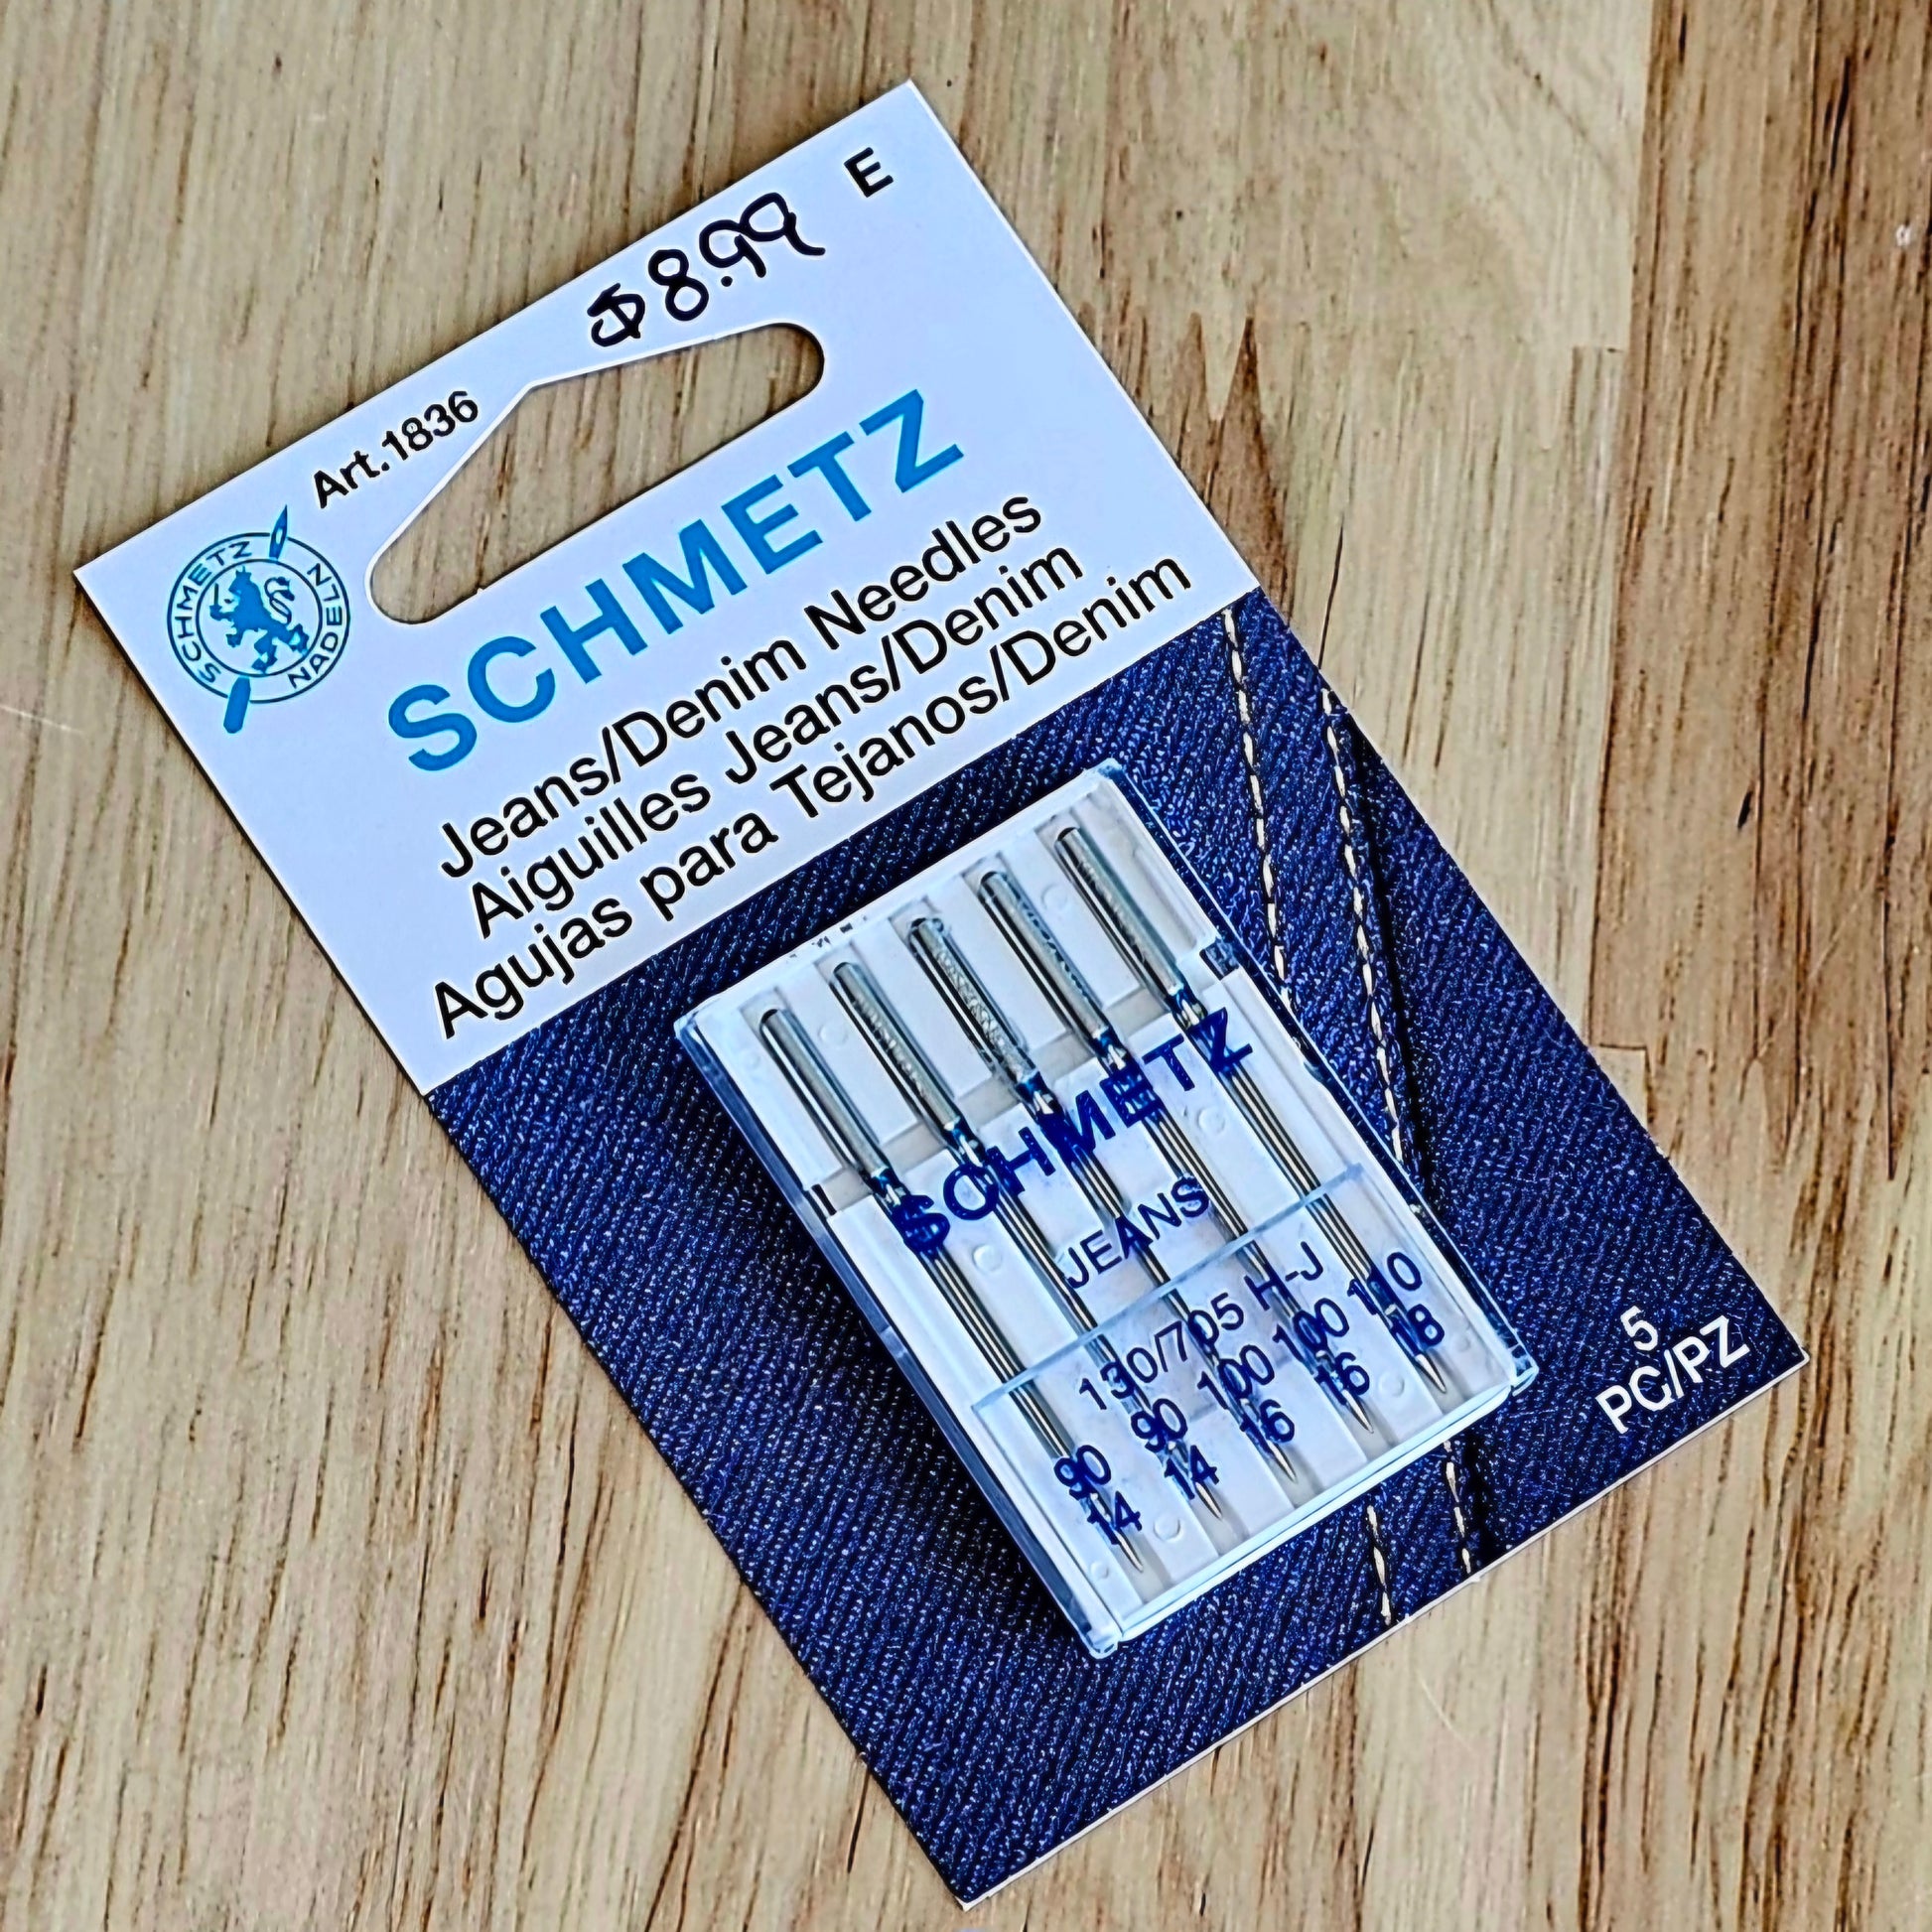 E
$8.99
Art.1836
SCHMETZ NADELN
SCHMETZ
Jeans/Denim Needles
Aiguilles Jeans/Denim
Agujas para Tejanos/Denim
SCHMETZ
JEANS
130/705 H-J
90 90 100 100 110
14 14 16 16 18
5
PC/PZ